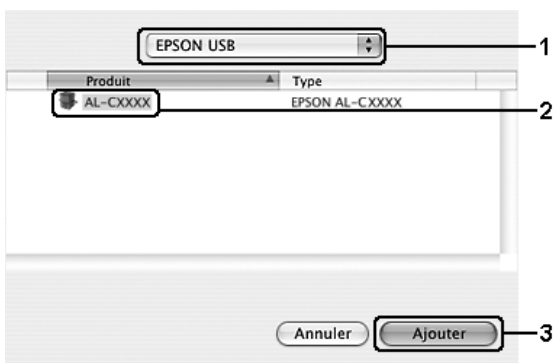 EPSON USB
1
Produit Type
AL-CXXXX EPSON AL-CXXXX
2
Annuler Ajouter
3